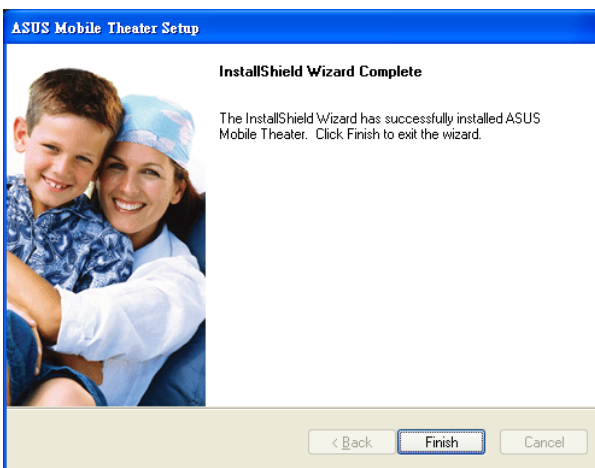 ASUS Mobile Theater Setup
InstallShield Wizard Complete
The InstallShield Wizard has successfully installed ASUS
Mobile Theater. Click Finish to exit the wizard.
< Back
Finish
Cancel